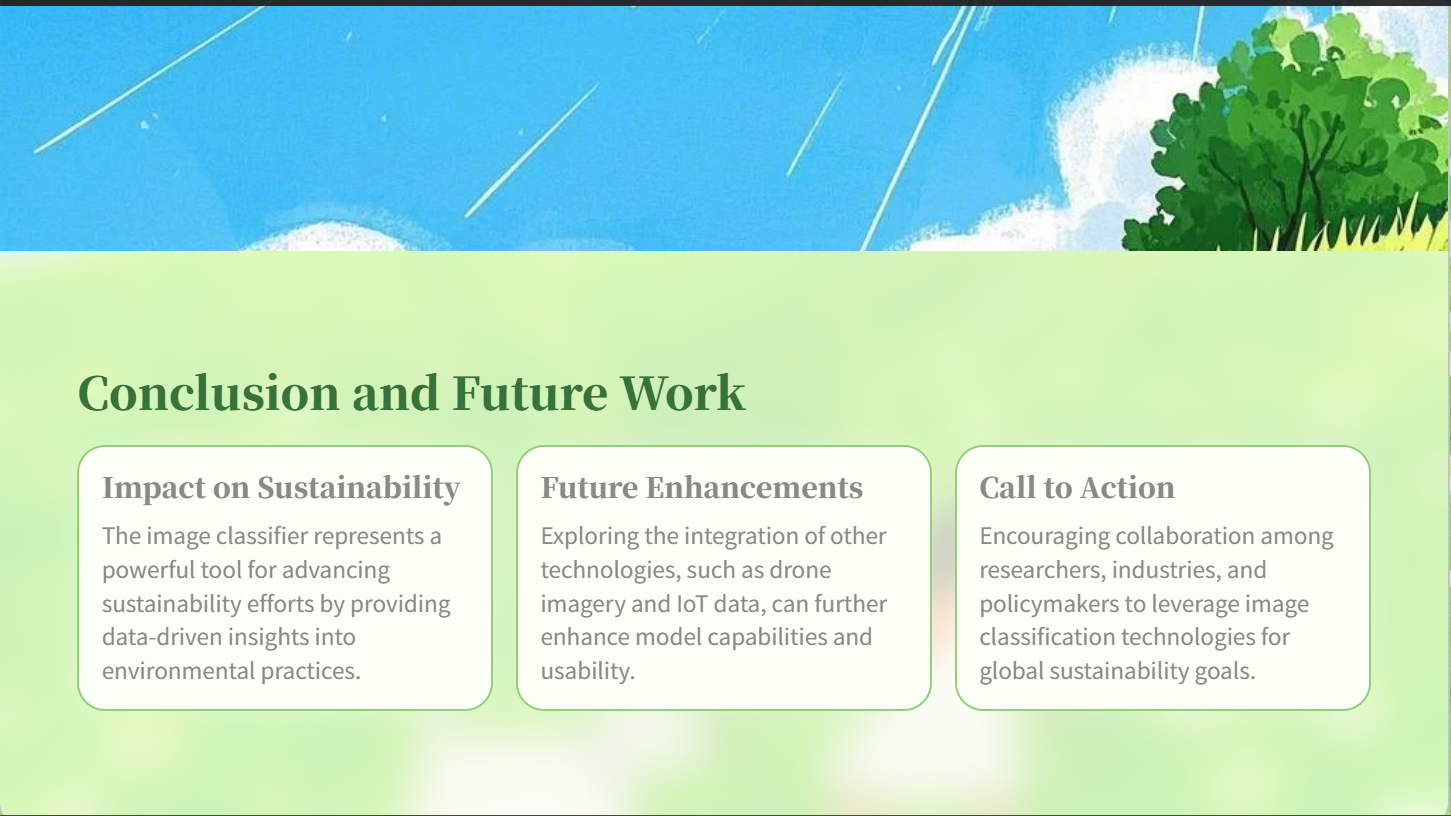 Conclusion and Future Work
Impact on Sustainability
The image classifier represents a
powerful tool for advancing
sustainability efforts by providing
data-driven insights into
environmental practices.
Future Enhancements
Exploring the integration of other
technologies, such as drone
imagery and IoT data, can further
enhance model capabilities and
usability.
Call to Action
Encouraging collaboration among
researchers, industries, and
policymakers to leverage image
classification technologies for
global sustainability goals.